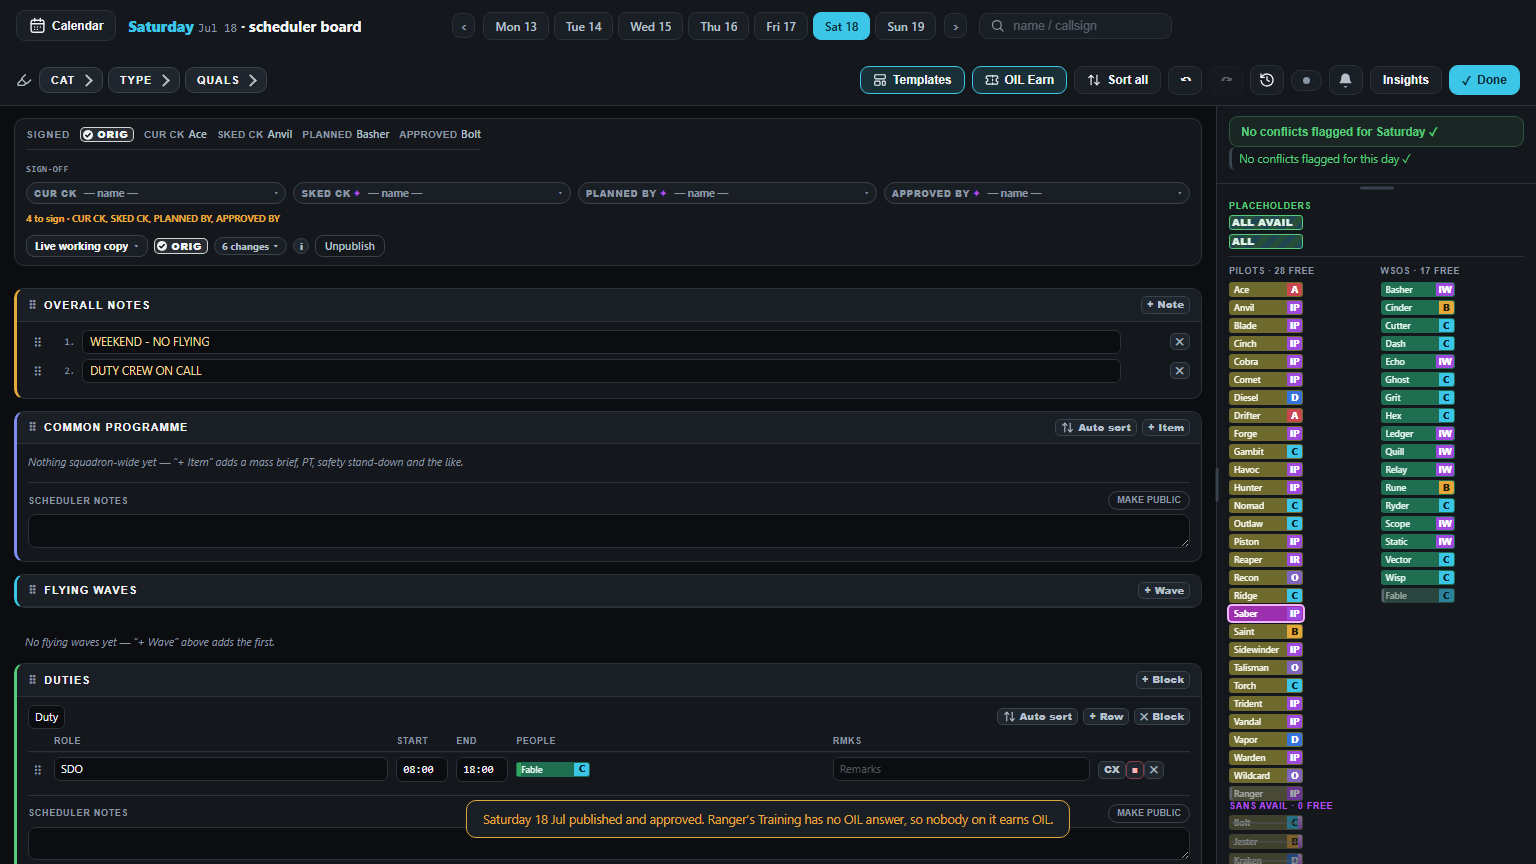 Calendar
Saturday Jul 18 · scheduler board
‹ Mon 13 Tue 14 Wed 15 Thu 16 Fri 17 Sat 18 Sun 19 ›
name / callsign
CAT TYPE QUALS
Templates OIL Earn Sort all Insights ✓ Done
SIGNED ORIG CUR CK Ace SKED CK Anvil PLANNED Basher APPROVED Bolt
SIGN-OFF
CUR CK — name — SKED CK ✦ — name — PLANNED BY ✦ — name — APPROVED BY ✦ — name —
4 to sign · CUR CK, SKED CK, PLANNED BY, APPROVED BY
Live working copy ORIG 6 changes i Unpublish
OVERALL NOTES + Note
1. WEEKEND - NO FLYING ✕
2. DUTY CREW ON CALL ✕
COMMON PROGRAMME Auto sort + Item
Nothing squadron-wide yet — "+ Item" adds a mass brief, PT, safety stand-down and the like.
SCHEDULER NOTES MAKE PUBLIC
FLYING WAVES + Wave
No flying waves yet — "+ Wave" above adds the first.
DUTIES + Block
Duty Auto sort + Row ✕ Block
ROLE START END PEOPLE RMKS
SDO 08:00 18:00 Fable C Remarks CX ✕
SCHEDULER NOTES MAKE PUBLIC
Saturday 18 Jul published and approved. Ranger's Training has no OIL answer, so nobody on it earns OIL.
No conflicts flagged for Saturday ✓
No conflicts flagged for this day ✓
PLACEHOLDERS
ALL AVAIL
ALL
PILOTS · 28 FREE
Ace A
Anvil IP
Blade IP
Cinch IP
Cobra IP
Comet IP
Diesel D
Drifter A
Forge IP
Gambit C
Havoc IP
Hunter IP
Nomad C
Outlaw C
Piston IP
Reaper IR
Recon O
Ridge C
Saber IP
Saint B
Sidewinder IP
Talisman O
Torch C
Trident IP
Vandal IP
Vapor D
Warden IP
Wildcard O
Ranger IP
SANS AVAIL · 0 FREE
Bolt C
Jester B
Kraken D
WSOS · 17 FREE
Basher IW
Cinder B
Cutter C
Dash C
Echo IW
Ghost C
Grit C
Hex C
Ledger IW
Quill IW
Relay IW
Rune B
Ryder C
Scope IW
Static IW
Vector C
Wisp C
Fable C